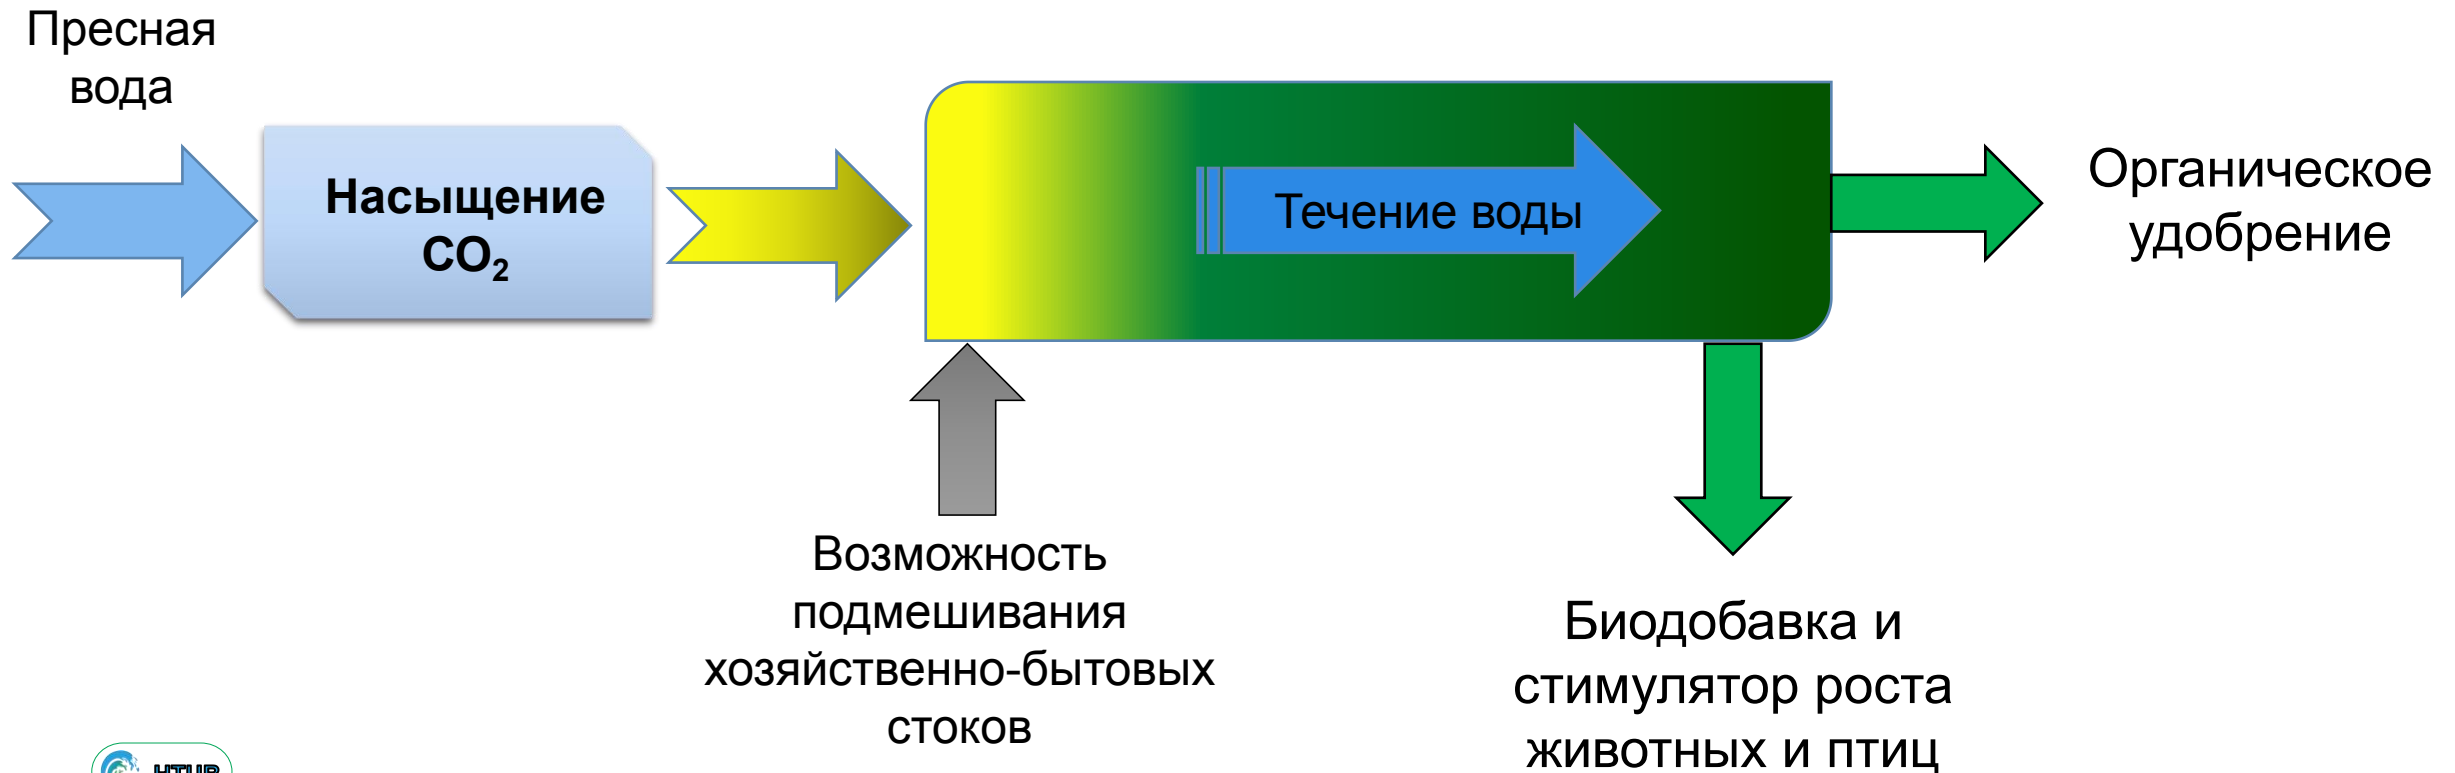 Пресная
вода
Насыщение
CO₂
Течение воды
Органическое
удобрение
Возможность
подмешивания
хозяйственно-бытовых
стоков
Биодобавка и
стимулятор роста
животных и птиц